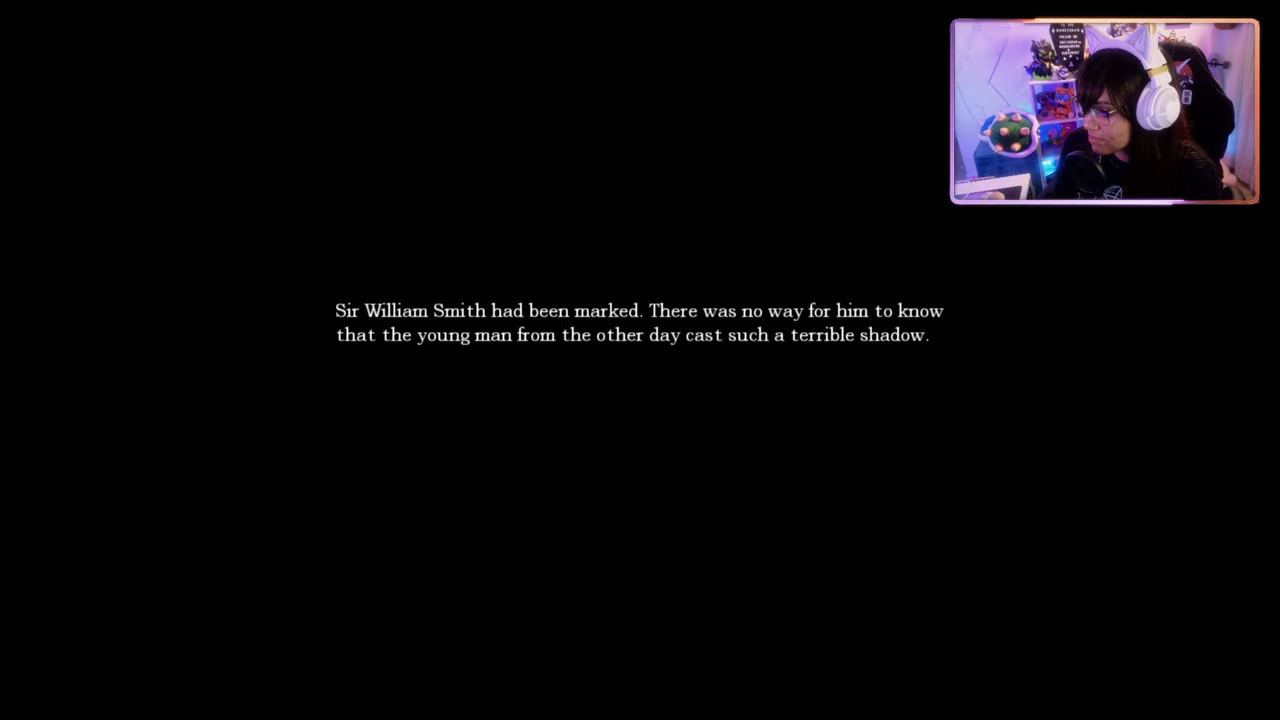 Sir William Smith had been marked. There was no way for him to know
that the young man from the other day cast such a terrible shadow.